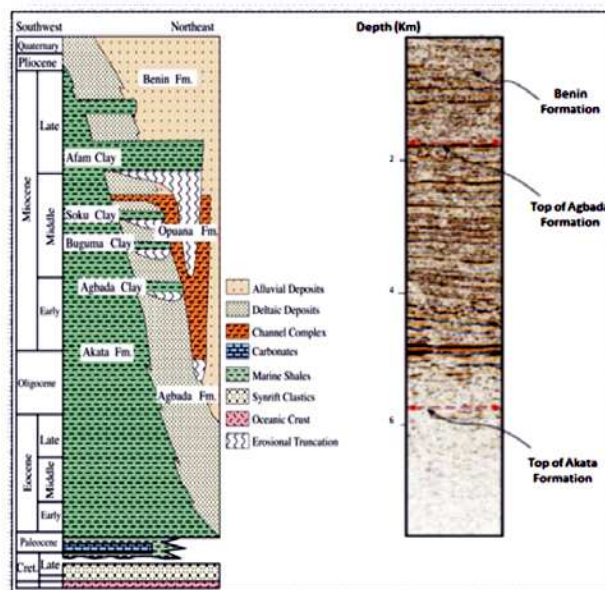 Southwest
Northeast
Quaternary
Pliocene
Miocene
Late
Middle
Early
Oligocene
Eocene
Late
Middle
Early
Paleocene
Cret.
Late
Benin Fm.
Afam Clay
Soku Clay
Opuana Fm.
Buguma Clay
Agbada Clay
Akata Fm.
Agbada Fm.
Alluvial Deposits
Deltaic Deposits
Channel Complex
Carbonates
Marine Shales
Synrift Clastics
Oceanic Crust
Erosional Truncation
Depth (Km)
2
4
6
Benin
Formation
Top of Agbada
Formation
Top of Akata
Formation